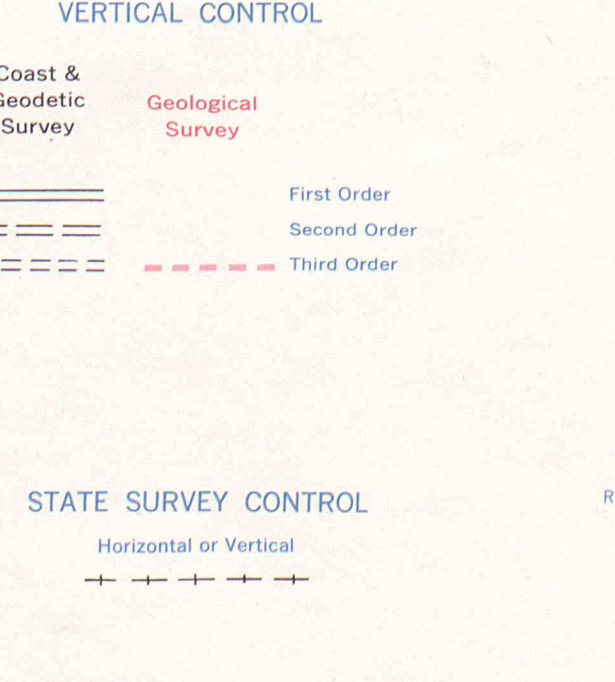 VERTICAL CONTROL
Coast &
Geodetic
Survey
Geological
Survey
First Order
Second Order
Third Order
STATE SURVEY CONTROL
R
Horizontal or Vertical